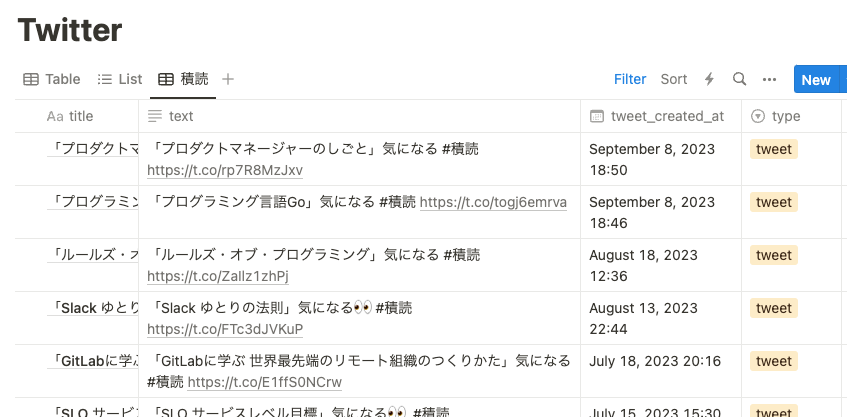 Twitter
Table List 積読
Filter Sort New
Aa title text tweet_created_at type
「プロダクトマ 「プロダクトマネージャーのしごと」気になる #積読 September 8, 2023 tweet
https://t.co/rp7R8MzJxv 18:50
「プログラミン 「プログラミング言語Go」気になる #積読 https://t.co/togj6emrva September 8, 2023 tweet
18:46
「ルールズ・オ 「ルールズ・オブ・プログラミング」気になる #積読 August 18, 2023 tweet
https://t.co/ZaIlz1zhPj 12:36
「Slack ゆとり 「Slack ゆとりの法則」気になる👀 #積読 August 13, 2023 tweet
https://t.co/FTc3dJVKuP 22:44
「GitLabに学ぶ 「GitLabに学ぶ 世界最先端のリモート組織のつくりかた」気になる July 18, 2023 20:16 tweet
#積読 https://t.co/E1ffS0NCrw
「SLO サービ 「SLO サービスレベル目標」気になる👀 #積読 July 15, 2023 15:30 tweet